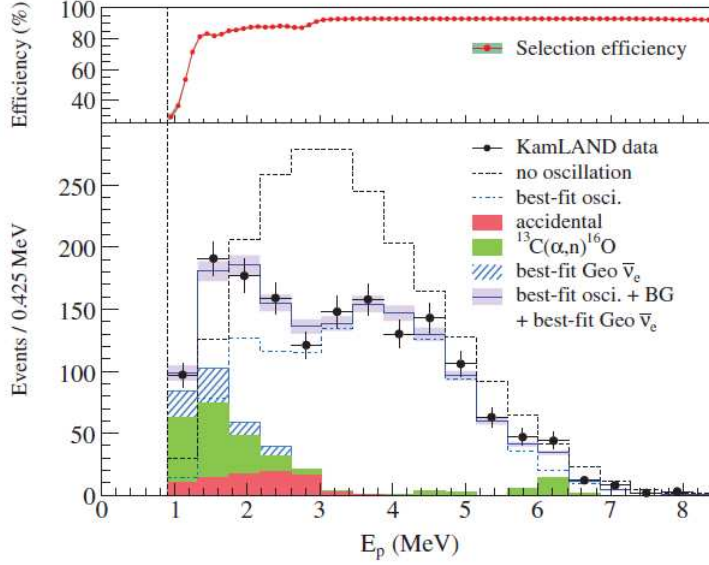 Efficiency (%)
100
80
60
40
Selection efficiency
Events / 0.425 MeV
250
200
150
100
50
0
KamLAND data
no oscillation
best-fit osci.
accidental
¹³C(α,n)¹⁶O
best-fit Geo ν̅ₑ
best-fit osci. + BG
+ best-fit Geo ν̅ₑ
0 1 2 3 4 5 6 7 8
Eₚ (MeV)